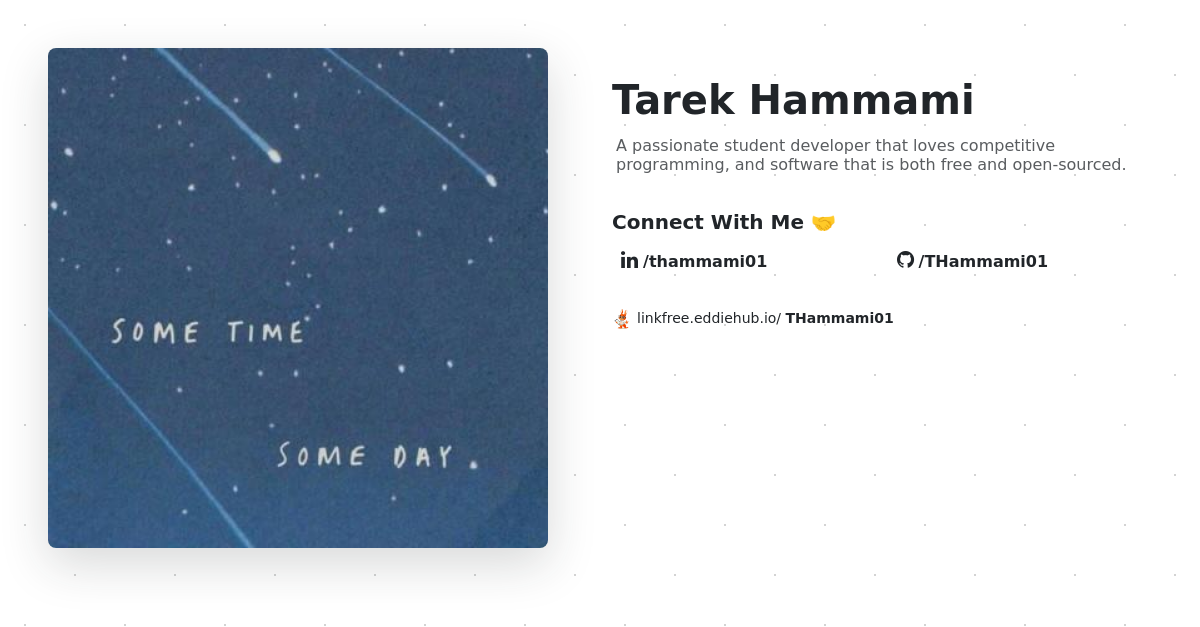 SOME TIME
SOME DAY.
Tarek Hammami
A passionate student developer that loves competitive
programming, and software that is both free and open-sourced.
Connect With Me 🤝
/thammami01
/THammami01
linkfree.eddiehub.io/ THammami01